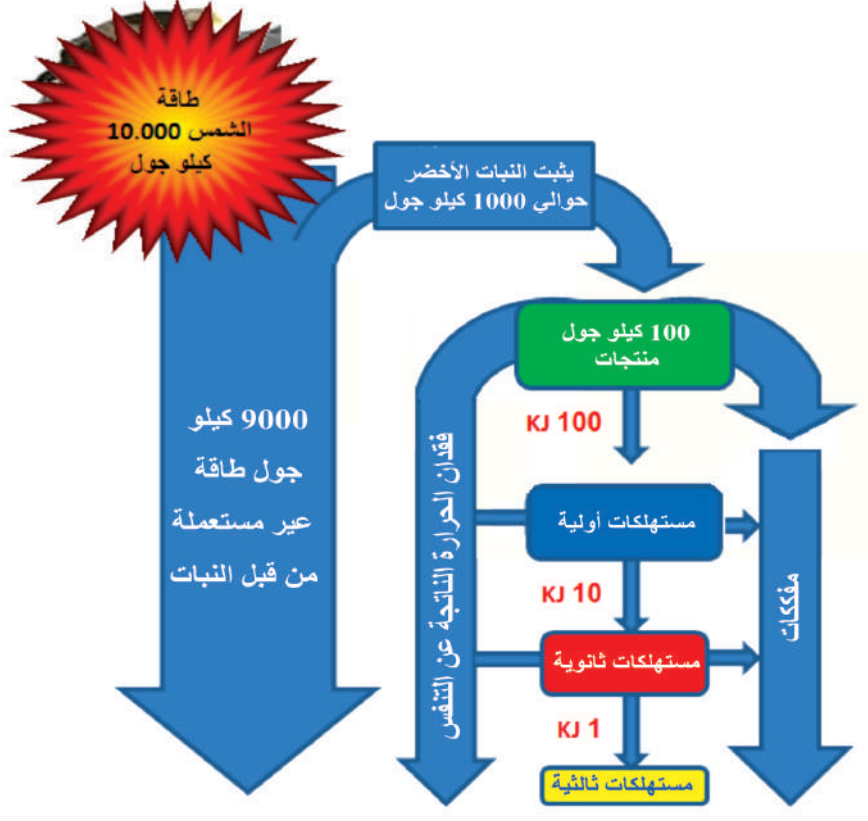 طاقة
الشمس 10.000
كيلو جول
يثبت النبات الأخضر
حوالي 1000 كيلو جول
100 كيلو جول
منتجات
KJ 100
9000 كيلو
جول طاقة
عير مستعملة
من قبل النبات
فقدان الحرارة الناتجة عن التنفس
مستهلكات أولية
KJ 10
مستهلكات ثانوية
KJ 1
مستهلكات ثالثية
مفككات